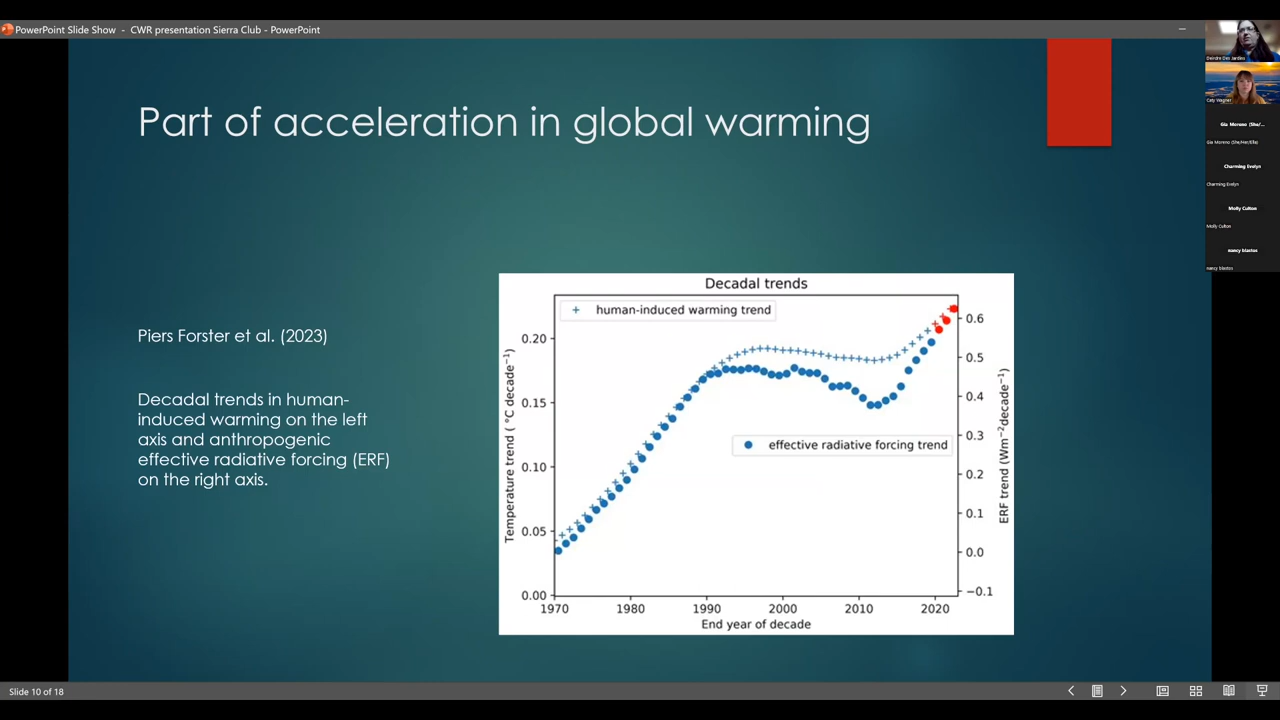 PowerPoint Slide Show - CWR presentation Sierra Club - PowerPoint
Part of acceleration in global warming
Piers Forster et al. (2023)
Decadal trends in human-
induced warming on the left
axis and anthropogenic
effective radiative forcing (ERF)
on the right axis.
Decadal trends
human-induced warming trend
effective radiative forcing trend
Temperature trend ( °C decade⁻¹)
0.20
0.15
0.10
0.05
0.00
ERF trend (Wm⁻²decade⁻¹)
0.6
0.5
0.4
0.3
0.2
0.1
0.0
−0.1
1970 1980 1990 2000 2010 2020
End year of decade
Deirdre Des Jardins
Caty Wagner
Gia Moreno (She/...
Gia Moreno (She/Her/Ella)
Charming Evelyn
Charming Evelyn
Molly Culton
Molly Culton
nancy blastos
nancy blastos
Slide 10 of 18